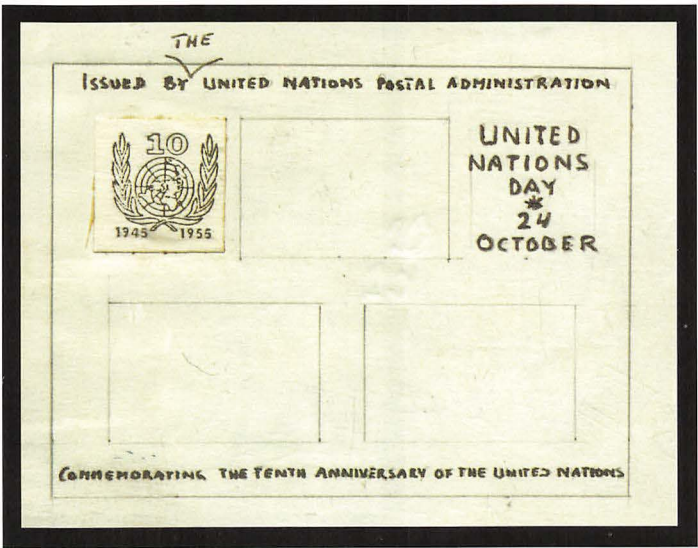 THE
ISSUED BY UNITED NATIONS POSTAL ADMINISTRATION
10
1945 1955
UNITED
NATIONS
DAY
*
24
OCTOBER
COMMEMORATING THE TENTH ANNIVERSARY OF THE UNITED NATIONS